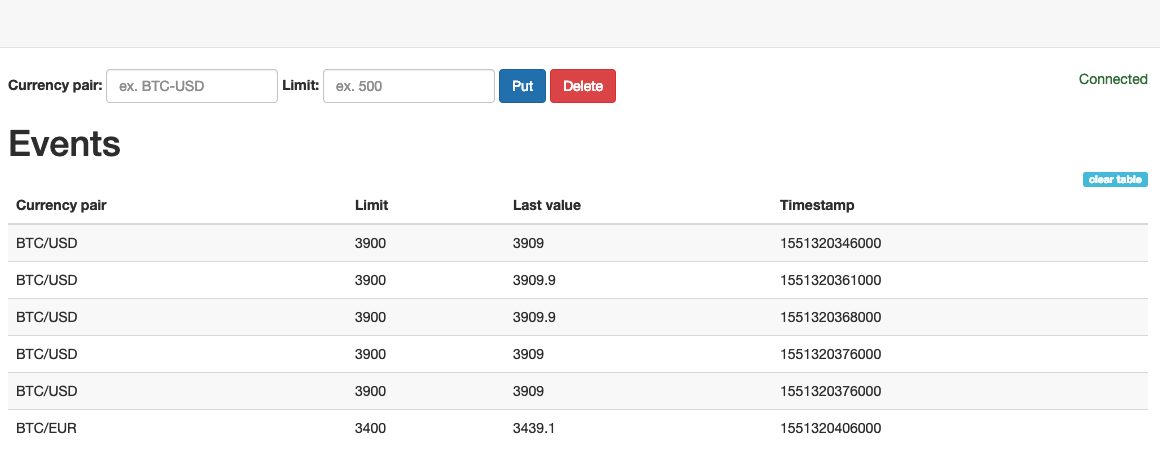 Currency pair: ex. BTC-USD Limit: ex. 500 Put Delete Connected
Events
clear table
Currency pair Limit Last value Timestamp
BTC/USD 3900 3909 1551320346000
BTC/USD 3900 3909.9 1551320361000
BTC/USD 3900 3909.9 1551320368000
BTC/USD 3900 3909 1551320376000
BTC/USD 3900 3909 1551320376000
BTC/EUR 3400 3439.1 1551320406000